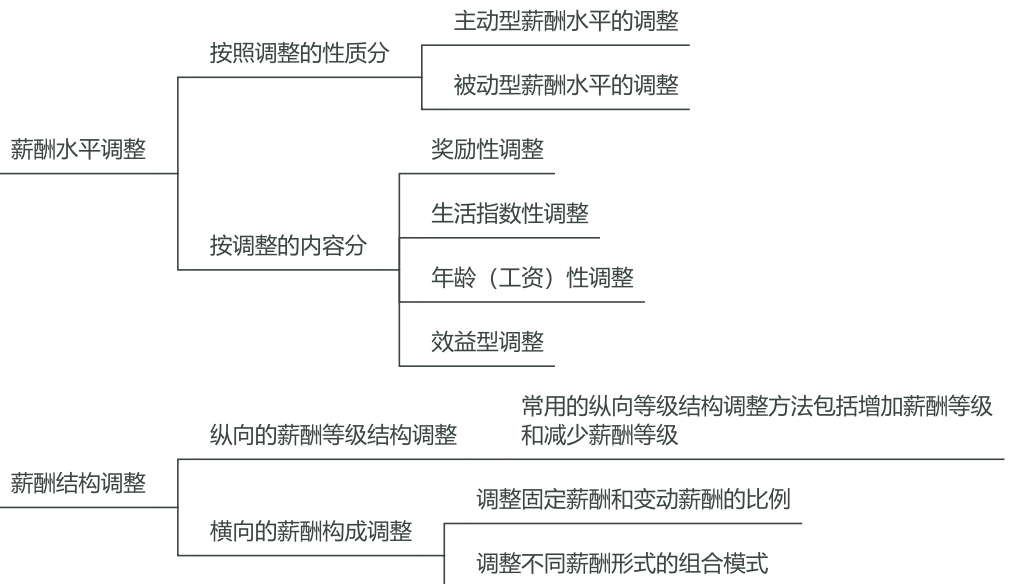 主动型薪酬水平的调整
按照调整的性质分
被动型薪酬水平的调整
薪酬水平调整
奖励性调整
生活指数性调整
按调整的内容分
年龄（工资）性调整
效益型调整
常用的纵向等级结构调整方法包括增加薪酬等级
和减少薪酬等级
纵向的薪酬等级结构调整
薪酬结构调整
调整固定薪酬和变动薪酬的比例
横向的薪酬构成调整
调整不同薪酬形式的组合模式